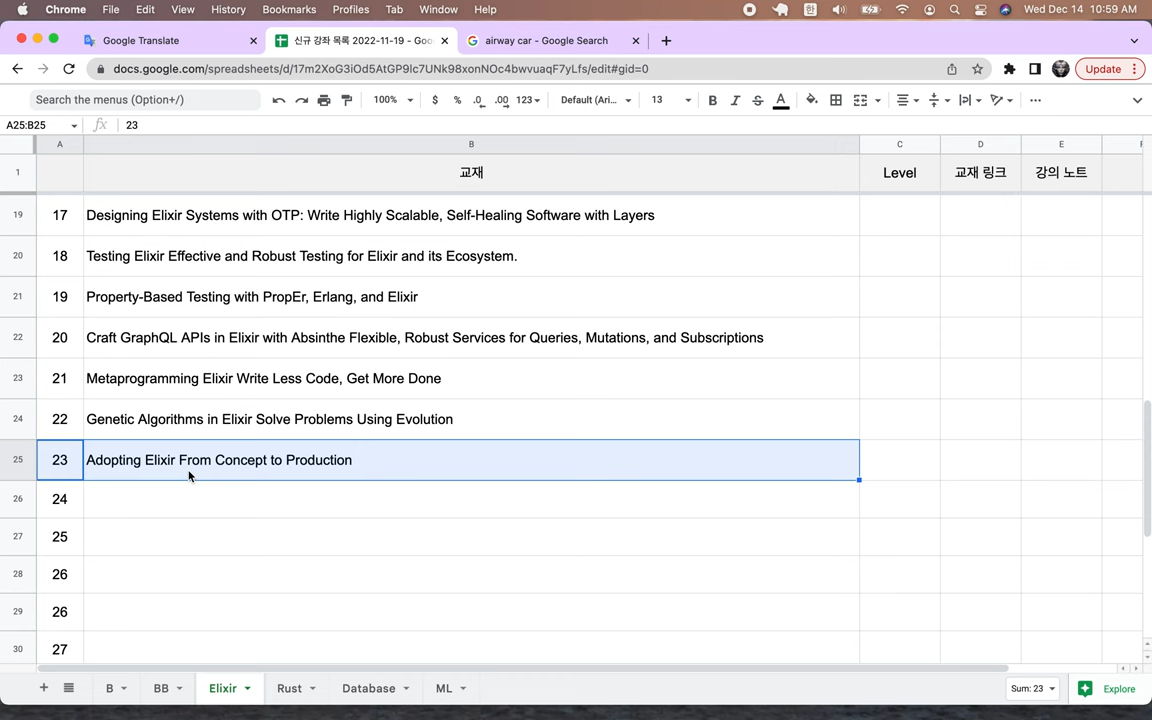 Chrome File Edit View History Bookmarks Profiles Tab Window Help 한 Wed Dec 14 10:59 AM
Google Translate 신규 강좌 목록 2022-11-19 - Goo airway car - Google Search
docs.google.com/spreadsheets/d/17m2XoG3iOd5AtGP9lc7UNk98xonNOc4bwvuaqF7yLfs/edit#gid=0 Update
Search the menus (Option+/) 100% $ % .0 .00 123 Default (Ari... 13 B I S A
A25:B25 fx 23
A B C D E F
1 교재 Level 교재 링크 강의 노트
19 17 Designing Elixir Systems with OTP: Write Highly Scalable, Self-Healing Software with Layers
20 18 Testing Elixir Effective and Robust Testing for Elixir and its Ecosystem.
21 19 Property-Based Testing with PropEr, Erlang, and Elixir
22 20 Craft GraphQL APIs in Elixir with Absinthe Flexible, Robust Services for Queries, Mutations, and Subscriptions
23 21 Metaprogramming Elixir Write Less Code, Get More Done
24 22 Genetic Algorithms in Elixir Solve Problems Using Evolution
25 23 Adopting Elixir From Concept to Production
26 24
27 25
28 26
29 26
30 27
B BB Elixir Rust Database ML Sum: 23 Explore